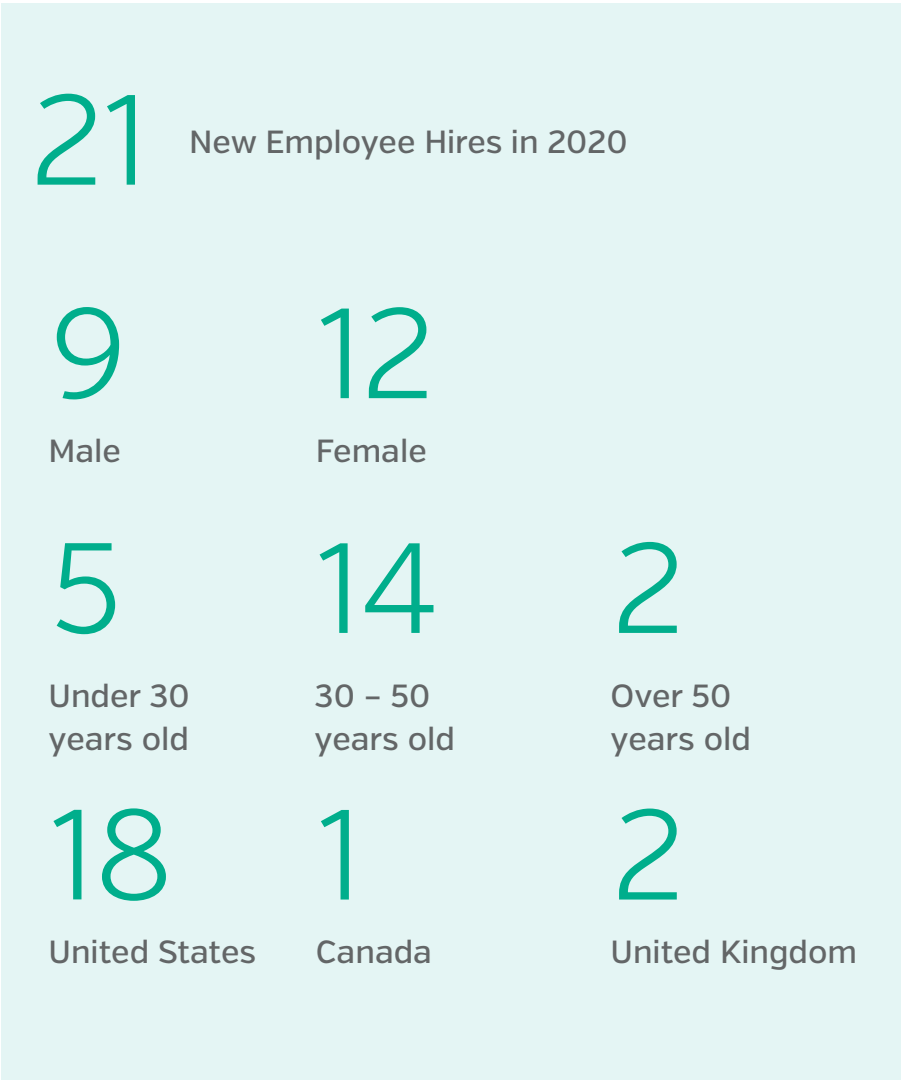 21 New Employee Hires in 2020
9 12
Male Female
5 14 2
Under 30 30 – 50 Over 50
years old years old years old
18 1 2
United States Canada United Kingdom